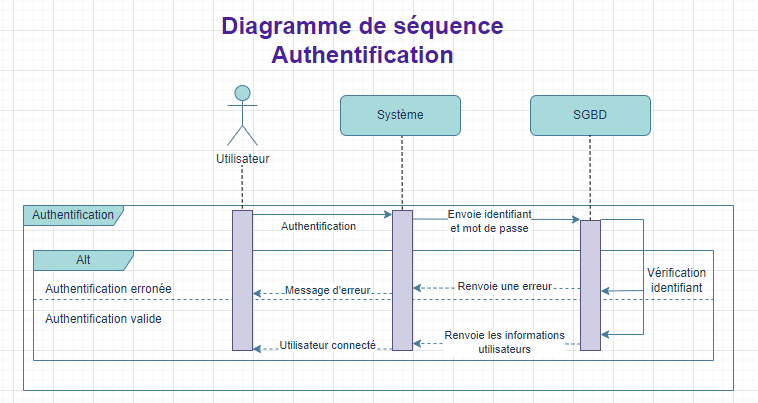 Diagramme de séquence
Authentification
Utilisateur
Système
SGBD
Authentification
Authentification
Envoie identifiant
et mot de passe
Alt
Vérification
identifiant
Authentification erronée
Message d'erreur
Renvoie une erreur
Authentification valide
Utilisateur connecté
Renvoie les informations
utilisateurs